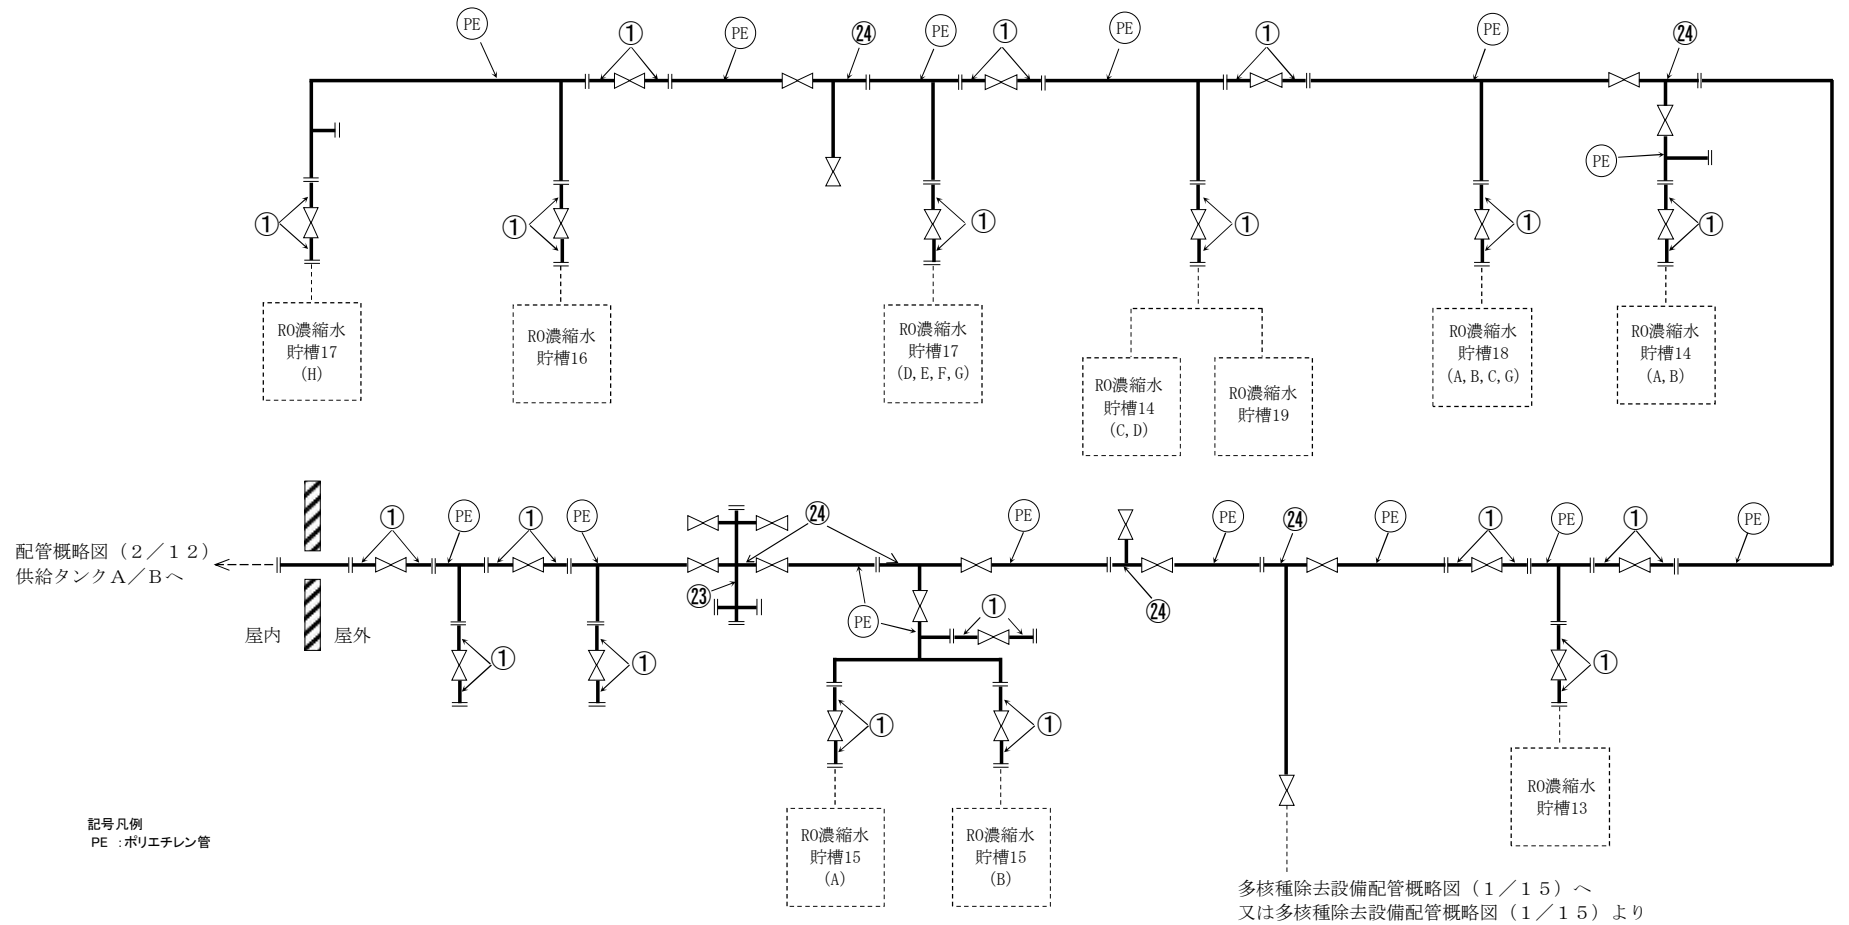 PE
①
PE
㉔
PE
①
PE
①
PE
㉔
PE
①
①
①
①
①
①
RO濃縮水
貯槽17
(H)
RO濃縮水
貯槽16
RO濃縮水
貯槽17
(D,E,F,G)
RO濃縮水
貯槽14
(C,D)
RO濃縮水
貯槽19
RO濃縮水
貯槽18
(A,B,C,G)
RO濃縮水
貯槽14
(A,B)
配管概略図（２／１２）
供給タンクＡ／Ｂへ
屋内
屋外
①
PE
①
PE
㉔
PE
PE
㉔
PE
①
PE
①
PE
㉓
PE
①
㉔
①
①
①
①
①
RO濃縮水
貯槽15
(A)
RO濃縮水
貯槽15
(B)
RO濃縮水
貯槽13
多核種除去設備配管概略図（１／１５）へ
又は多核種除去設備配管概略図（１／１５）より
記号凡例
PE ：ポリエチレン管